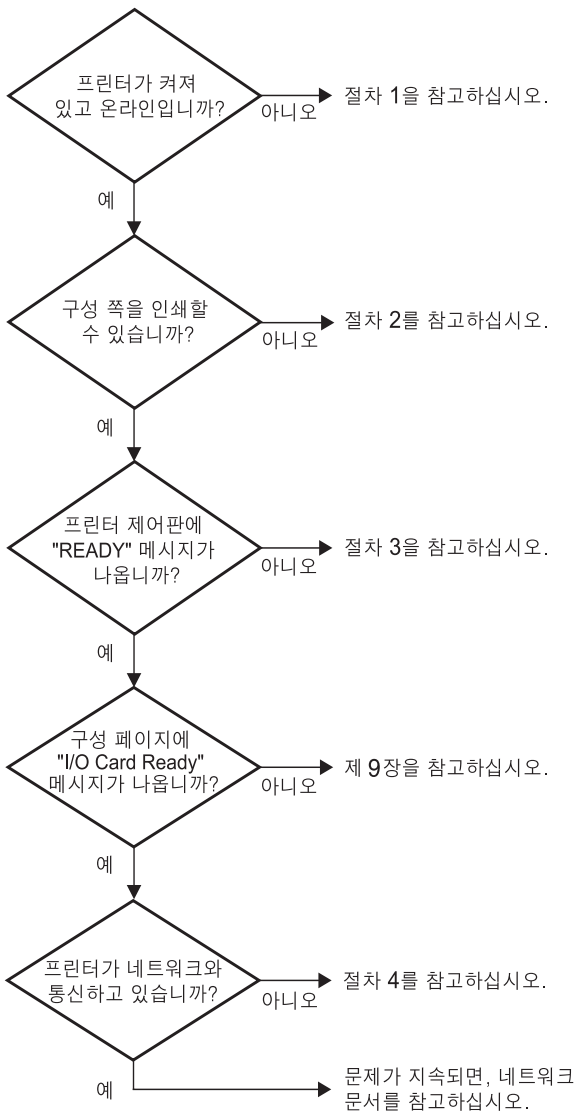 프린터가 켜져
있고 온라인입니까?
아니오
절차 1을 참고하십시오.
예
구성 쪽을 인쇄할
수 있습니까?
아니오
절차 2를 참고하십시오.
예
프린터 제어판에
"READY" 메시지가
나옵니까?
아니오
절차 3을 참고하십시오.
예
구성 페이지에
"I/O Card Ready"
메시지가 나옵니까?
아니오
제 9장을 참고하십시오.
예
프린터가 네트워크와
통신하고 있습니까?
아니오
절차 4를 참고하십시오.
예
문제가 지속되면, 네트워크
문서를 참고하십시오.